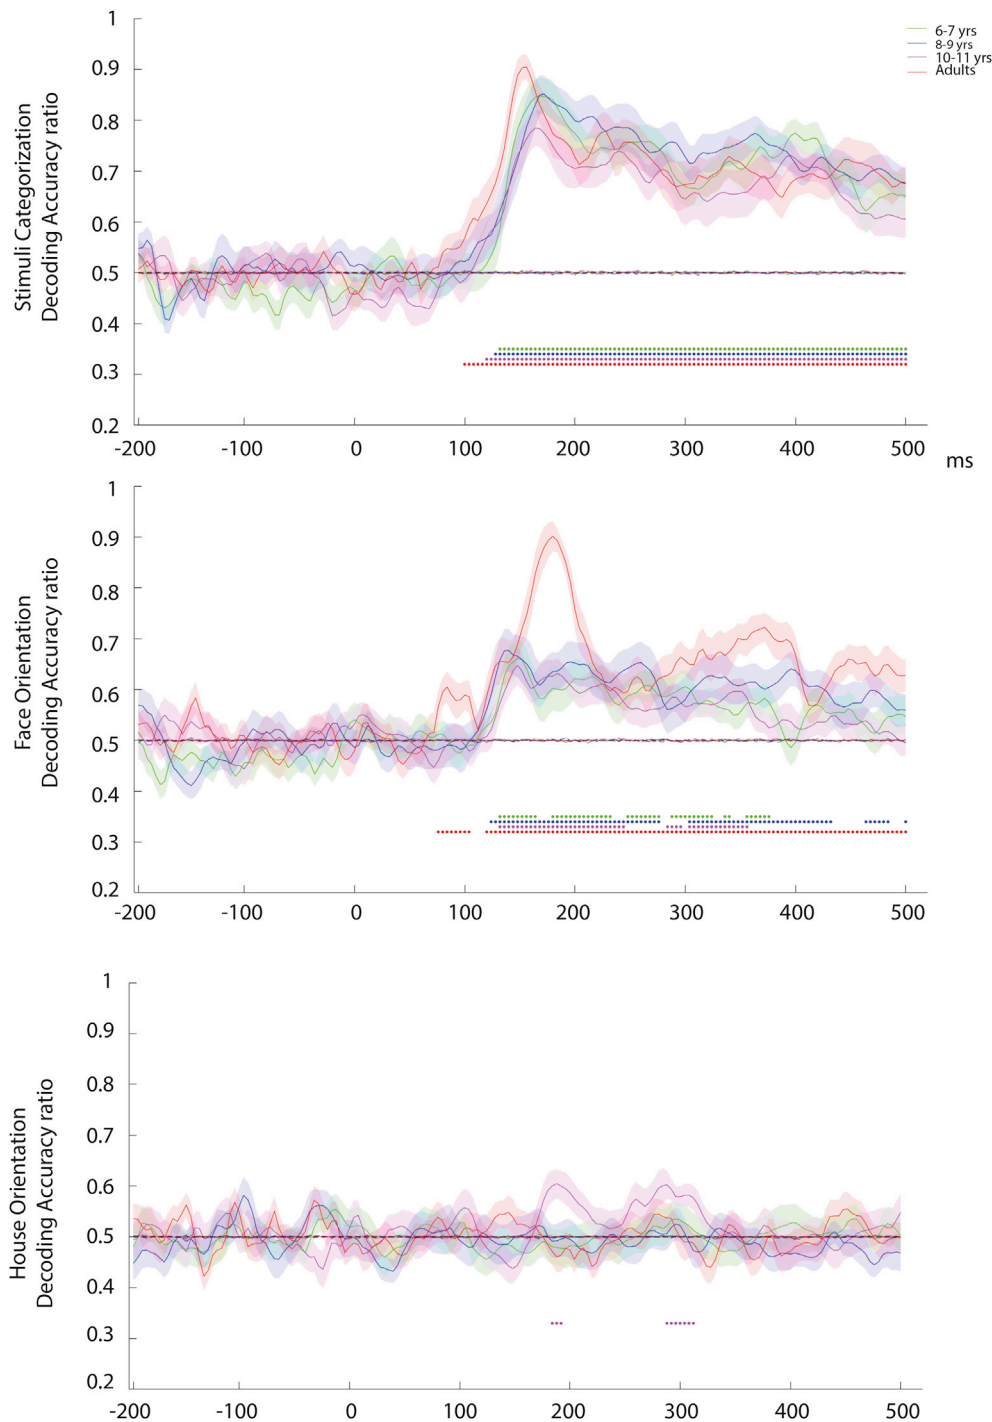 1
0.9
0.8
0.7
0.6
0.5
0.4
0.3
0.2
Stimuli Categorization
Decoding Accuracy ratio
6-7 yrs
8-9 yrs
10-11 yrs
Adults
-200 -100 0 100 200 300 400 500
ms
1
0.9
0.8
0.7
0.6
0.5
0.4
0.3
0.2
Face Orientation
Decoding Accuracy ratio
-200 -100 0 100 200 300 400 500
1
0.9
0.8
0.7
0.6
0.5
0.4
0.3
0.2
House Orientation
Decoding Accuracy ratio
-200 -100 0 100 200 300 400 500